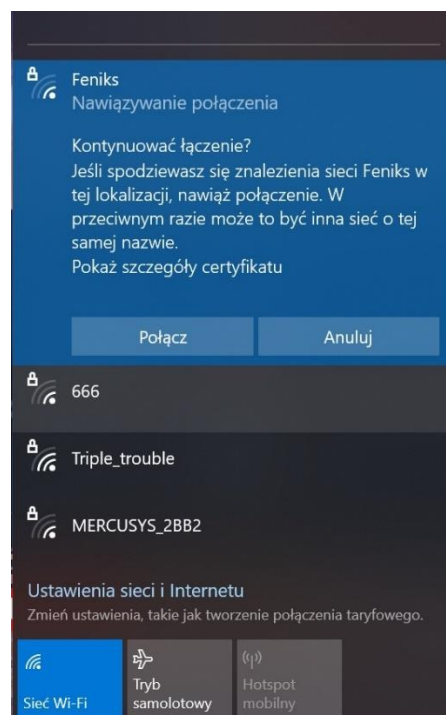 Feniks
Nawiązywanie połączenia
Kontynuować łączenie?
Jeśli spodziewasz się znalezienia sieci Feniks w
tej lokalizacji, nawiąż połączenie. W
przeciwnym razie może to być inna sieć o tej
samej nazwie.
Pokaż szczegóły certyfikatu
Połącz
Anuluj
666
Triple_trouble
MERCUSYS_2BB2
Ustawienia sieci i Internetu
Zmień ustawienia, takie jak tworzenie połączenia taryfowego.
Sieć Wi-Fi
Tryb
samolotowy
Hotspot
mobilny